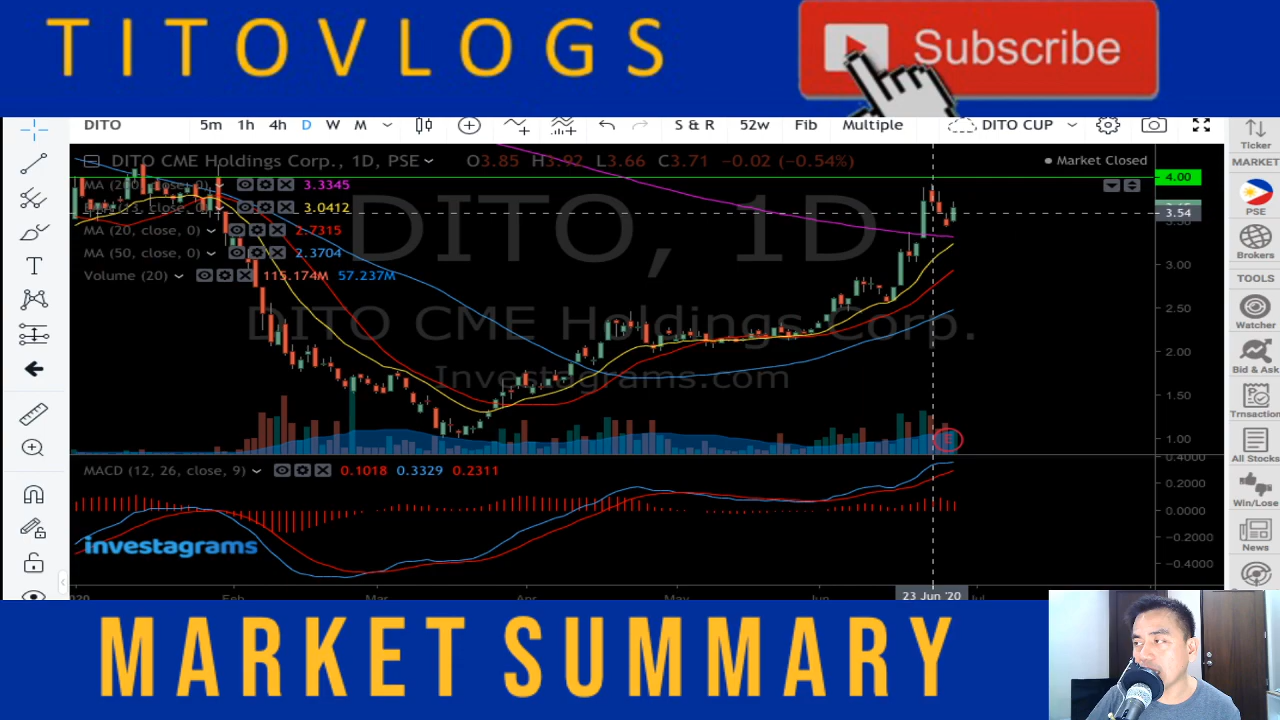 TITOVLOGS
Subscribe
DITO 5m 1h 4h D W M S & R 52w Fib Multiple DITO CUP
Ticker
DITO CME Holdings Corp., 1D, PSE O3.85 H3.92 L3.66 C3.71 −0.02 (−0.54%)
Market Closed
MARKET
4.00
MA (200, close, 0) 3.3345
3.0412
PSE
3.54
MA (20, close, 0) 2.7315
MA (50, close, 0) 2.3704
Brokers
3.00
Volume (20) 115.174M 57.237M
TOOLS
DITO, 1D
2.50
Watcher
DITO CME Holdings Corp.
2.00
Bid & Ask
Investagrams.com
1.50
Trnsaction
1.00
All Stocks
0.4000
MACD (12, 26, close, 9) 0.1018 0.3329 0.2311
0.2000
Win/Lose
0.0000
-0.2000
investagrams
News
-0.4000
Feb Mar Apr May Jun 23 Jun '20 Jul
MARKET SUMMARY